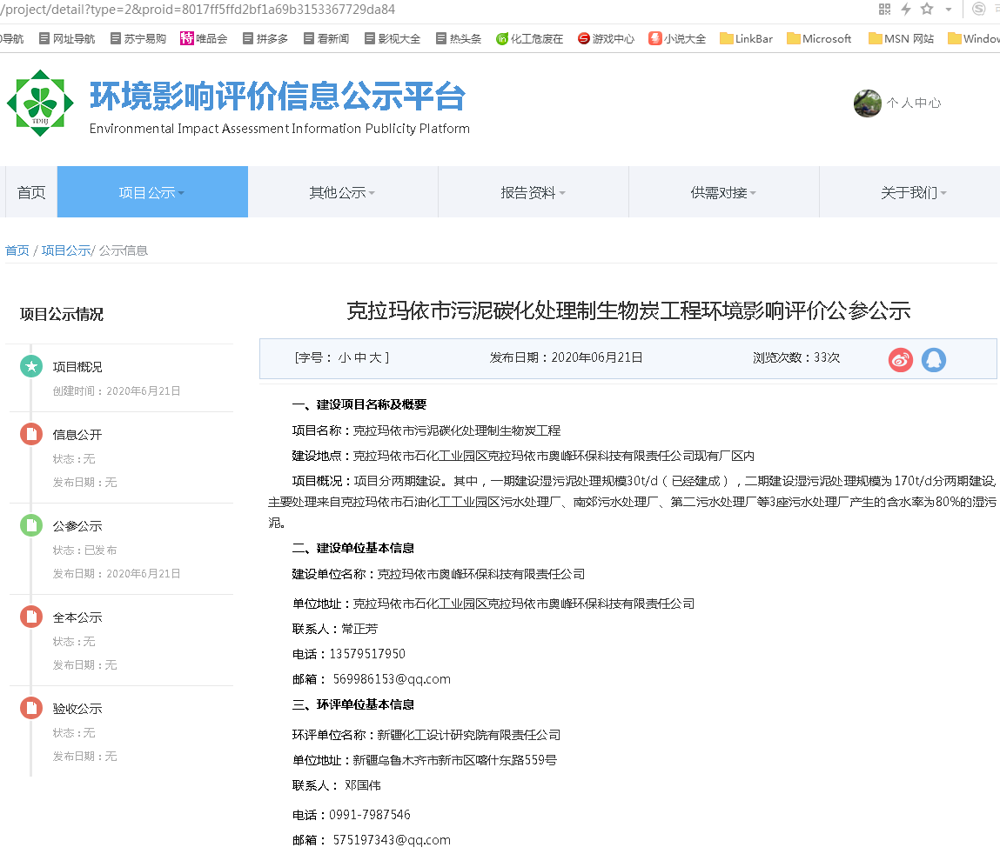 /project/detail?type=2&proid=8017ff5ffd2bf1a69b3153367729da84
导航 网址导航 苏宁易购 特 唯品会 拼多多 看新闻 影视大全 热头条 化工危废在 游戏中心 小说大全 LinkBar Microsoft MSN 网站 Window
环境影响评价信息公示平台
Environmental Impact Assessment Information Publicity Platform
TDHJ
个人中心
首页 项目公示 其他公示 报告资料 供需对接 关于我们
首页 / 项目公示/ 公示信息
项目公示情况
项目概况
创建时间：2020年6月21日
信息公开
状态：无
发布日期：无
公参公示
状态：已发布
发布日期：2020年6月21日
全本公示
状态：无
发布日期：无
验收公示
状态：无
发布日期：无
克拉玛依市污泥碳化处理制生物炭工程环境影响评价公参公示
[字号： 小 中 大 ] 发布日期：2020年06月21日 浏览次数：33次
一、建设项目名称及概要
项目名称：克拉玛依市污泥碳化处理制生物炭工程
建设地点：克拉玛依市石化工业园区克拉玛依市奥峰环保科技有限责任公司现有厂区内
项目概况：项目分两期建设。其中，一期建设湿污泥处理规模30t/d（已经建成），二期建设湿污泥处理规模为170t/d分两期建设,
主要处理来自克拉玛依市石油化工工业园区污水处理厂、南郊污水处理厂、第二污水处理厂等3座污水处理厂产生的含水率为80%的湿污
泥。
二、建设单位基本信息
建设单位名称：克拉玛依市奥峰环保科技有限责任公司
单位地址：克拉玛依市石化工业园区克拉玛依市奥峰环保科技有限责任公司
联系人：常正芳
电话：13579517950
邮箱： 569986153@qq.com
三、环评单位基本信息
环评单位名称：新疆化工设计研究院有限责任公司
单位地址：新疆乌鲁木齐市新市区喀什东路559号
联系人： 邓国伟
电话：0991-7987546
邮箱： 575197343@qq.com